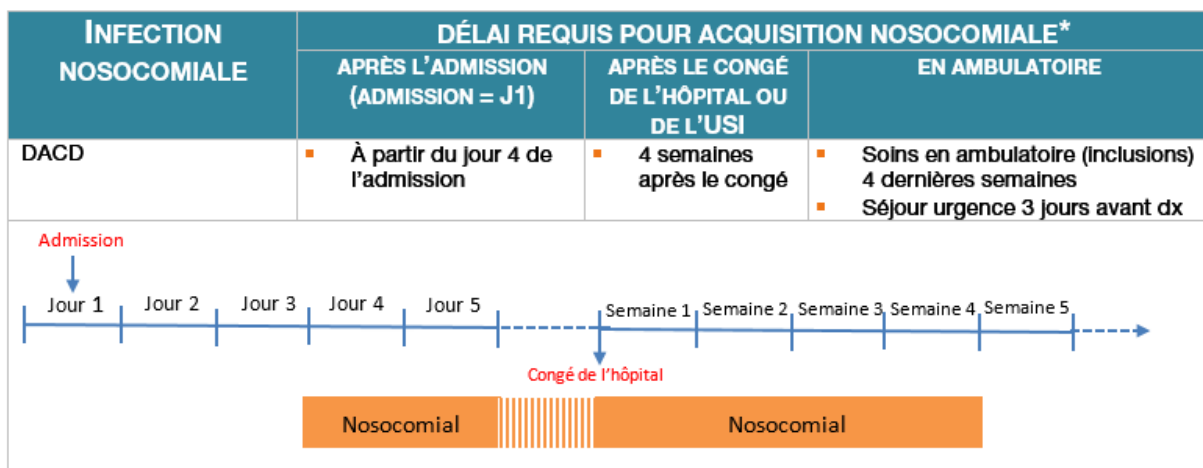 INFECTION NOSOCOMIALE
DÉLAI REQUIS POUR ACQUISITION NOSOCOMIALE*
APRÈS L'ADMISSION
(ADMISSION = J1)
APRÈS LE CONGÉ
DE L'HÔPITAL OU
DE L'USI
EN AMBULATOIRE
DACD
▪ À partir du jour 4 de
l'admission
▪ 4 semaines
après le congé
▪ Soins en ambulatoire (inclusions)
4 dernières semaines
▪ Séjour urgence 3 jours avant dx
Admission
Jour 1 Jour 2 Jour 3 Jour 4 Jour 5 Semaine 1 Semaine 2 Semaine 3 Semaine 4 Semaine 5
Congé de l'hôpital
Nosocomial Nosocomial